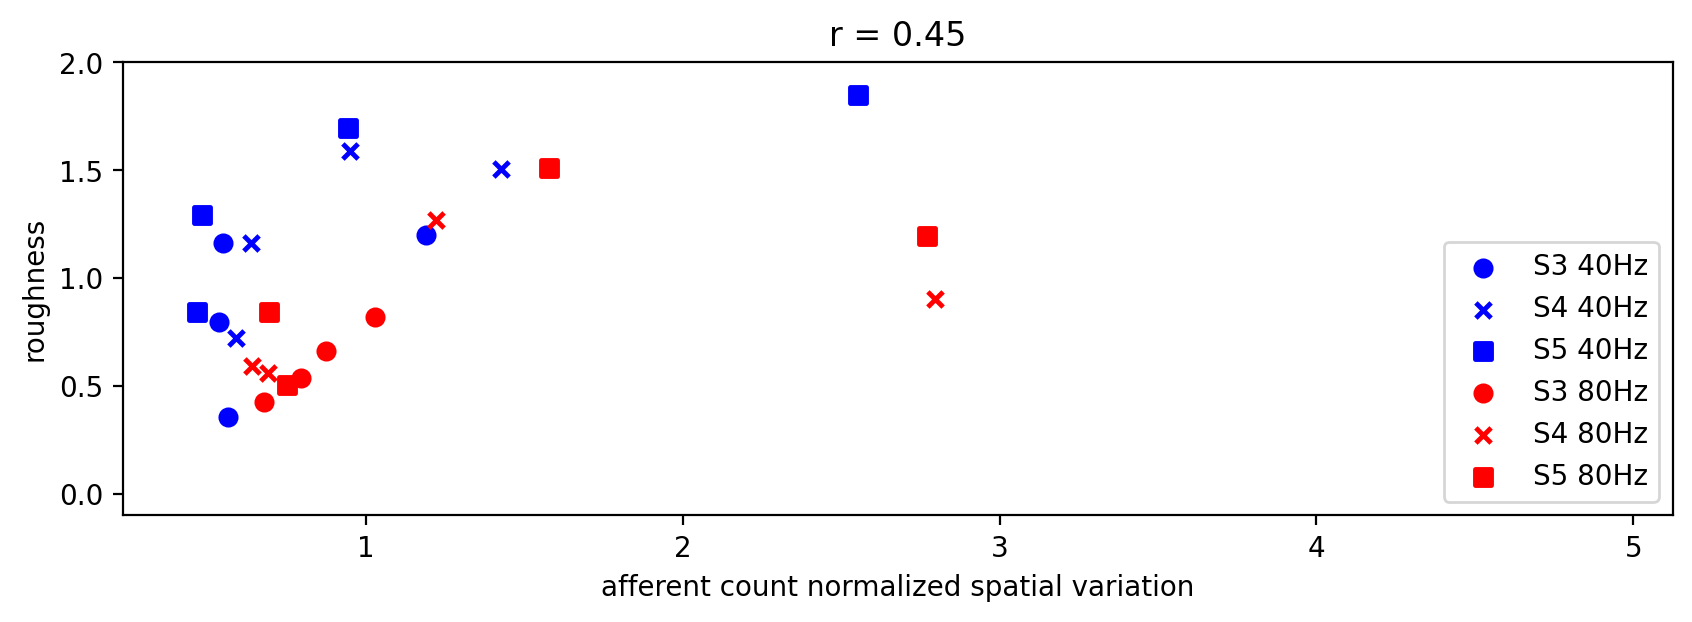 r = 0.45
2.0
1.5
1.0
0.5
0.0
roughness
1 2 3 4 5
afferent count normalized spatial variation
S3 40Hz
S4 40Hz
S5 40Hz
S3 80Hz
S4 80Hz
S5 80Hz